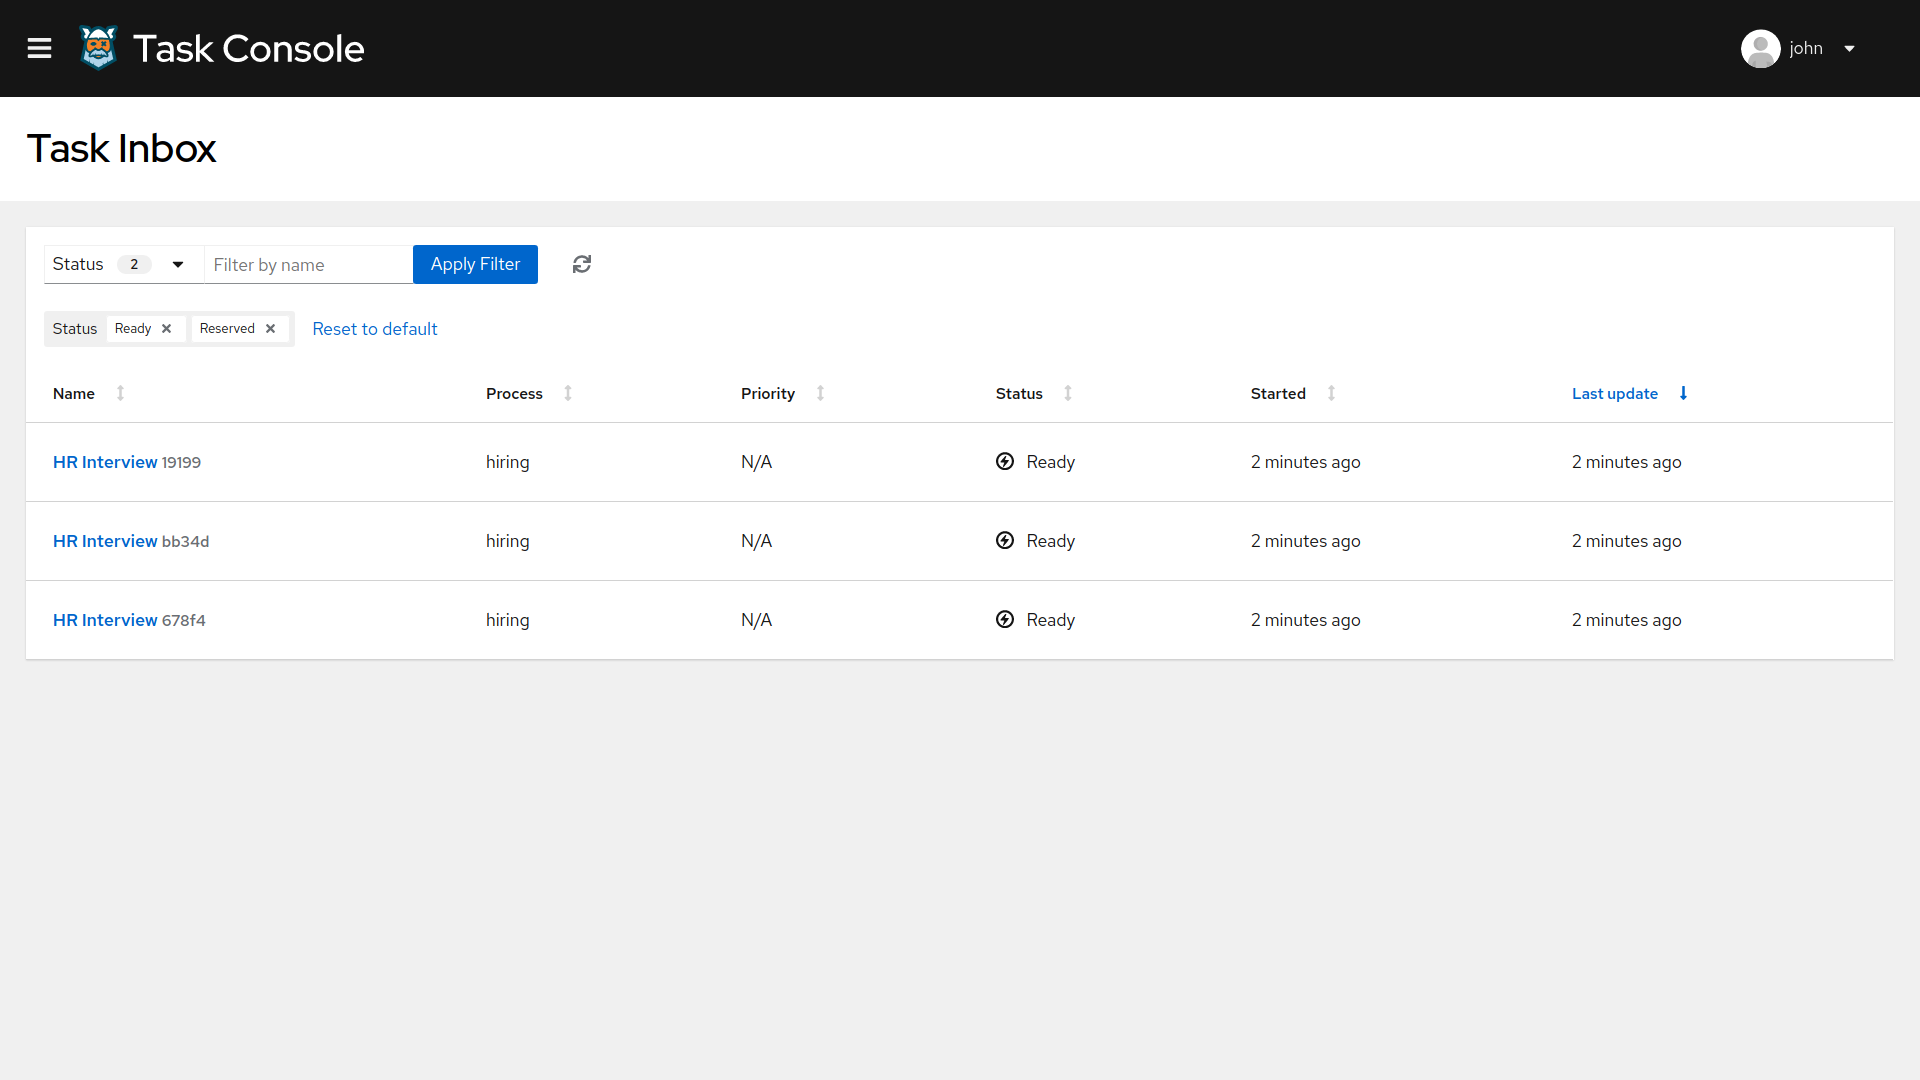 Task Console
john
Task Inbox
Status 2 Filter by name Apply Filter
Status Ready Reserved Reset to default
Name Process Priority Status Started Last update
HR Interview 19199 hiring N/A Ready 2 minutes ago 2 minutes ago
HR Interview bb34d hiring N/A Ready 2 minutes ago 2 minutes ago
HR Interview 678f4 hiring N/A Ready 2 minutes ago 2 minutes ago